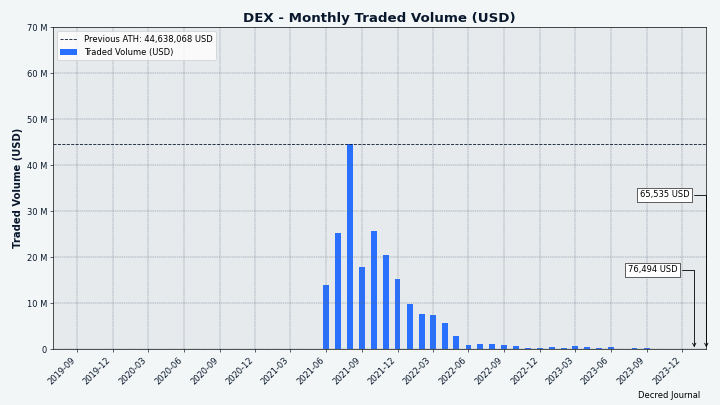 DEX - Monthly Traded Volume (USD)
70 M
60 M
50 M
40 M
30 M
20 M
10 M
0
Traded Volume (USD)
Previous ATH: 44,638,068 USD
Traded Volume (USD)
65,535 USD
76,494 USD
2019-09
2019-12
2020-03
2020-06
2020-09
2020-12
2021-03
2021-06
2021-09
2021-12
2022-03
2022-06
2022-09
2022-12
2023-03
2023-06
2023-09
2023-12
Decred Journal